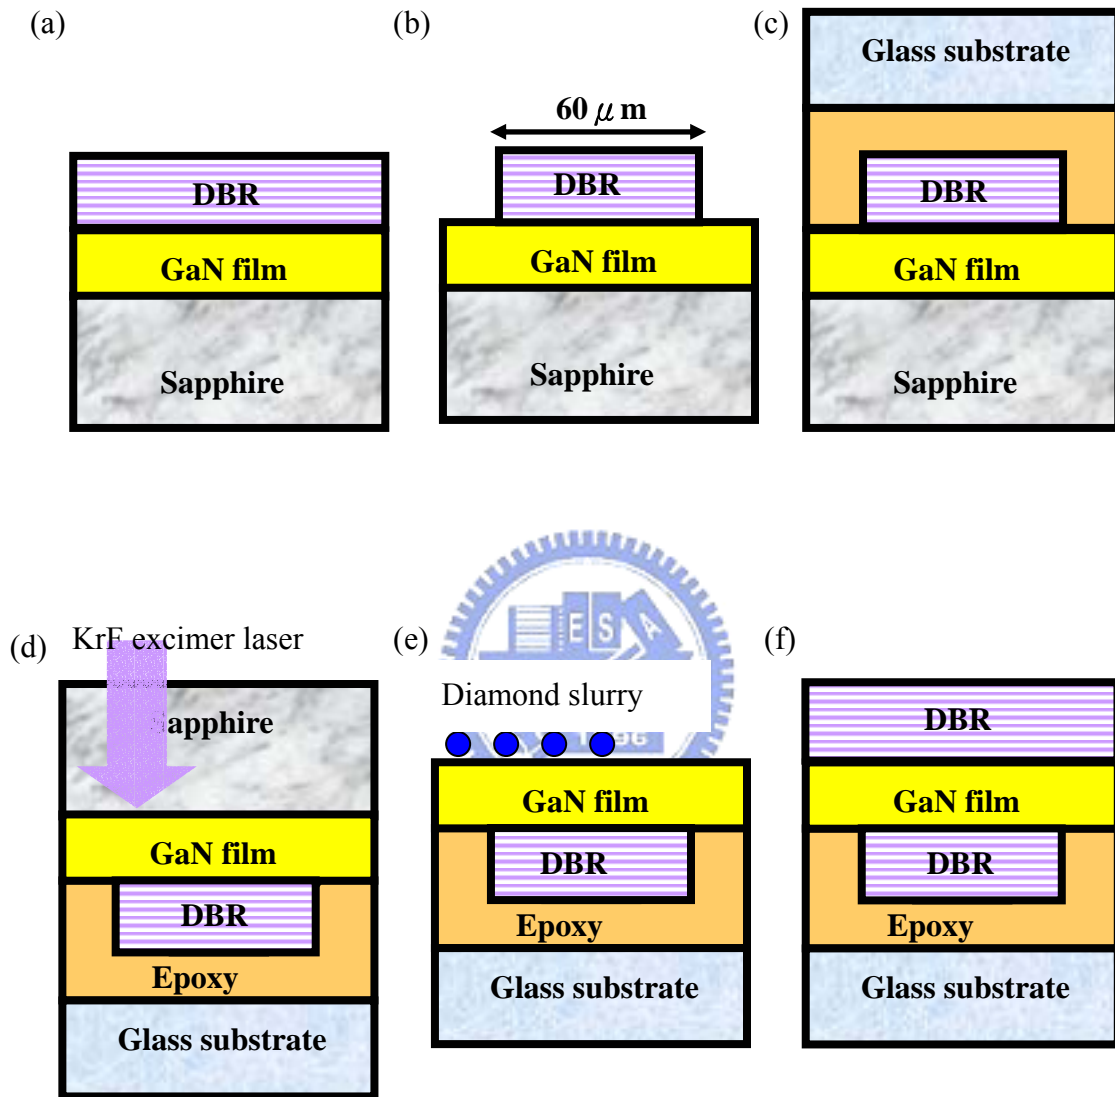 (a)
DBR
GaN film
Sapphire
(b)
60 μ m
DBR
GaN film
Sapphire
(c)
Glass substrate
DBR
GaN film
Sapphire
(d)
KrF excimer laser
Sapphire
GaN film
DBR
Epoxy
Glass substrate
(e)
Diamond slurry
GaN film
DBR
Epoxy
Glass substrate
(f)
DBR
GaN film
DBR
Epoxy
Glass substrate
E S A
1896